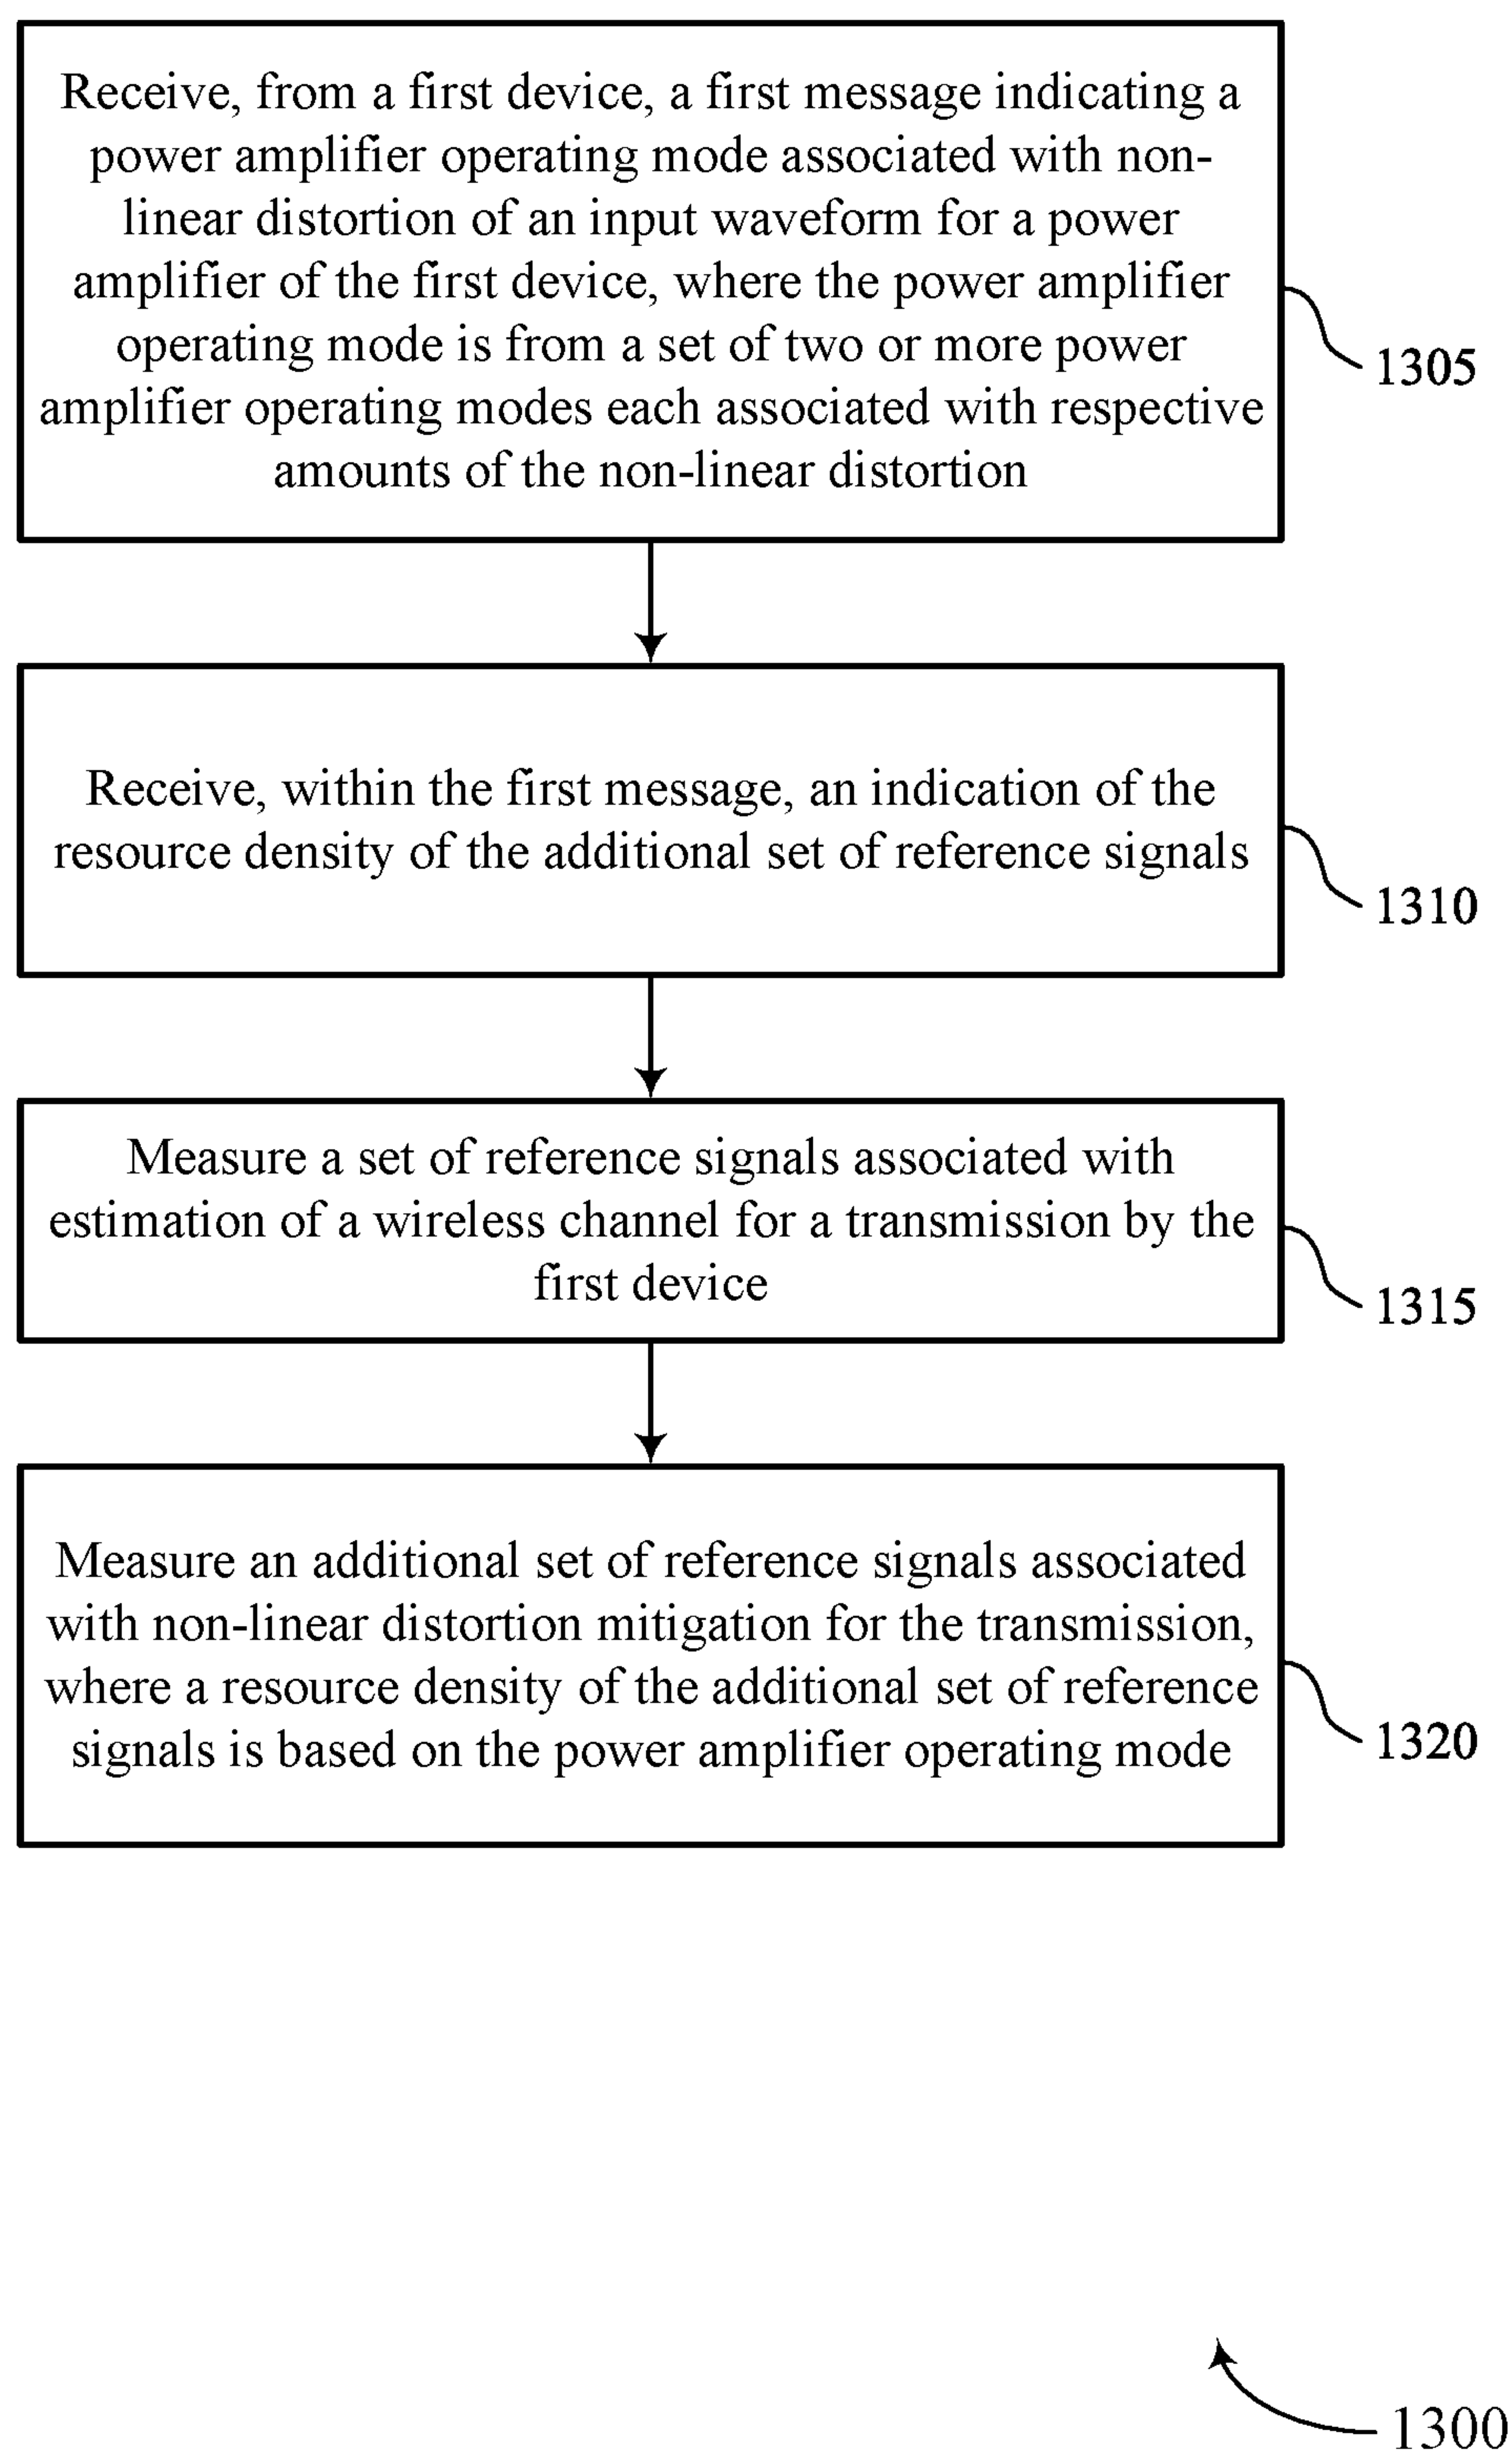 Receive, from a first device, a first message indicating a
power amplifier operating mode associated with non-
linear distortion of an input waveform for a power
amplifier of the first device, where the power amplifier
operating mode is from a set of two or more power
amplifier operating modes each associated with respective
amounts of the non-linear distortion
1305
Receive, within the first message, an indication of the
resource density of the additional set of reference signals
1310
Measure a set of reference signals associated with
estimation of a wireless channel for a transmission by the
first device
1315
Measure an additional set of reference signals associated
with non-linear distortion mitigation for the transmission,
where a resource density of the additional set of reference
signals is based on the power amplifier operating mode
1320
1300